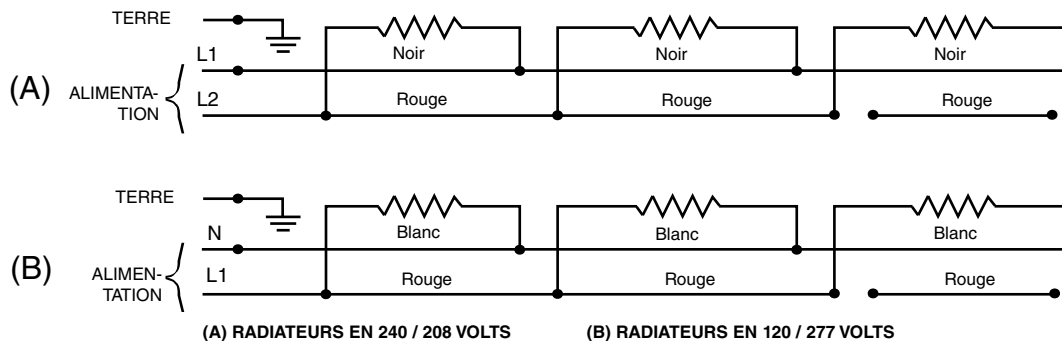 TERRE
L1
Noir
Noir
Noir
(A)
ALIMENTA-
TION
L2
Rouge
Rouge
Rouge
TERRE
N
Blanc
Blanc
Blanc
(B)
ALIMEN-
TATION
L1
Rouge
Rouge
Rouge
(A) RADIATEURS EN 240 / 208 VOLTS
(B) RADIATEURS EN 120 / 277 VOLTS